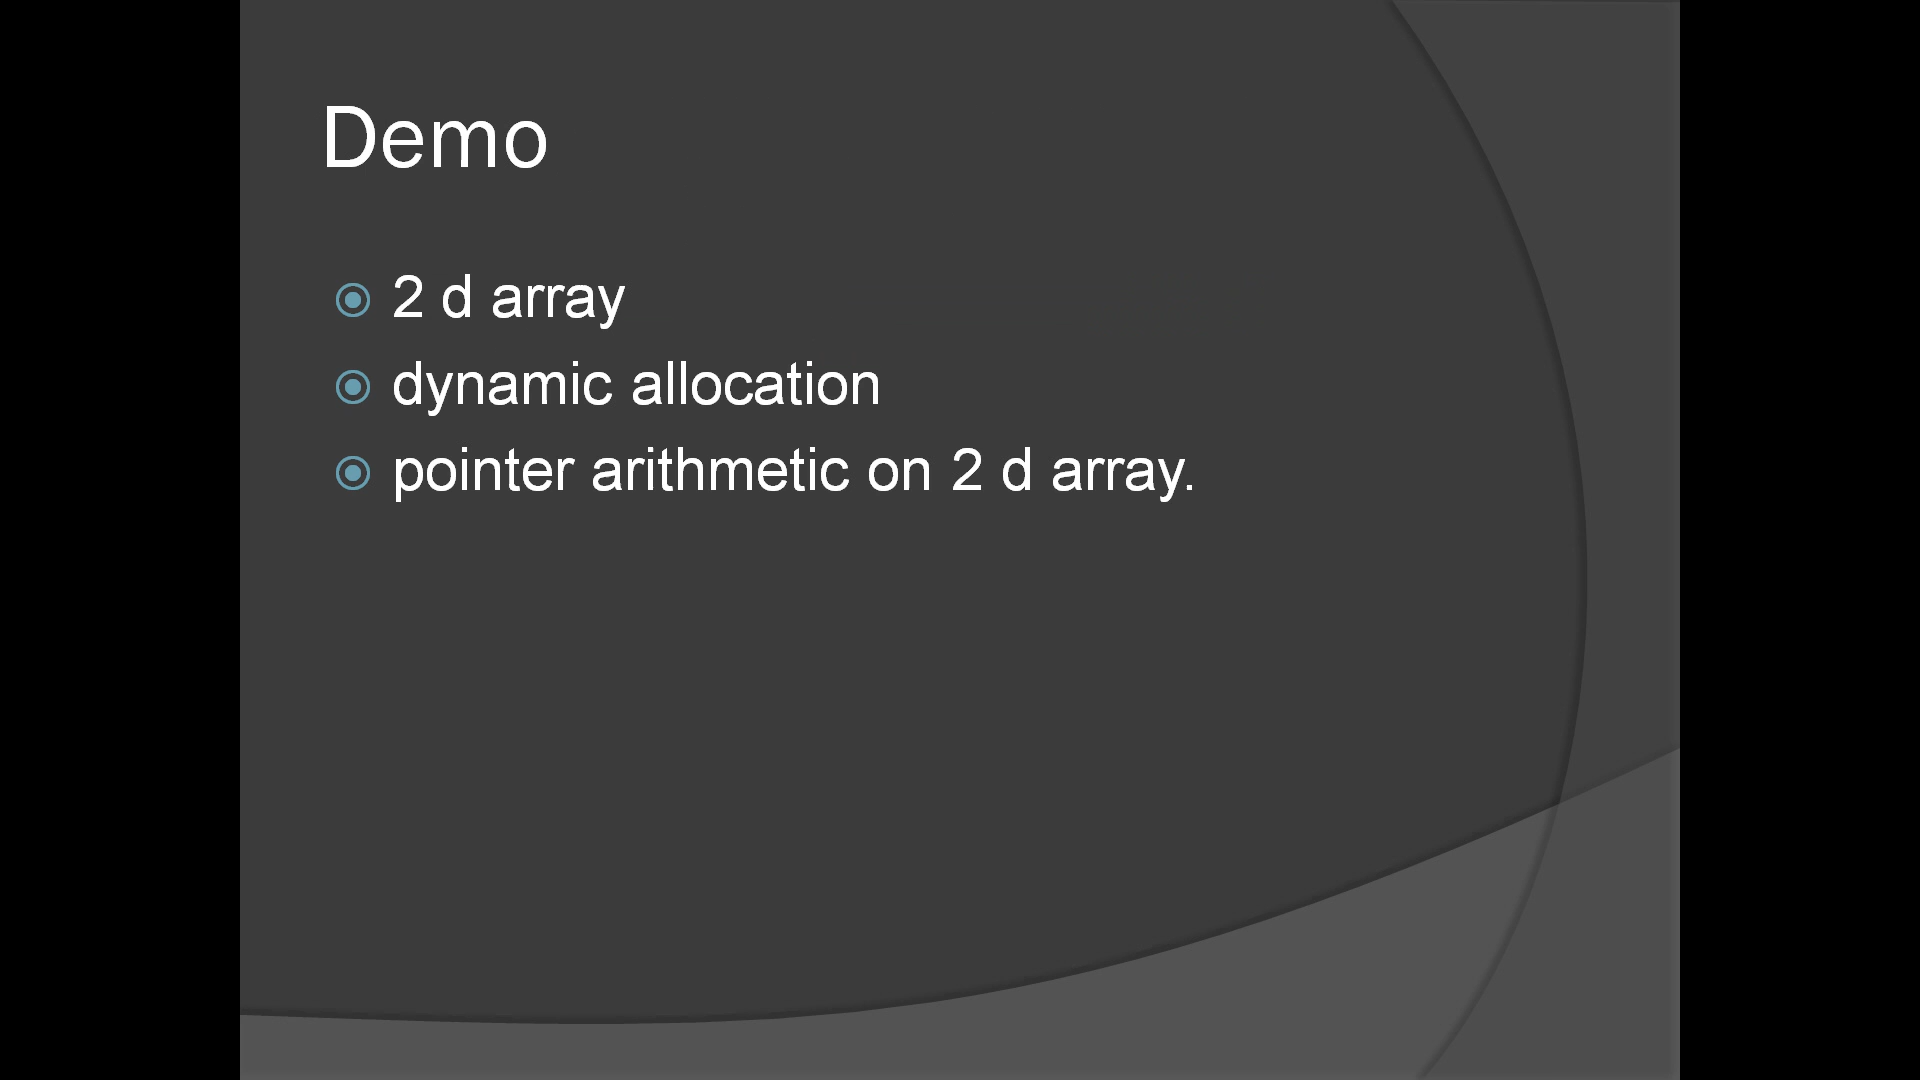 Demo
2 d array
dynamic allocation
pointer arithmetic on 2 d array.